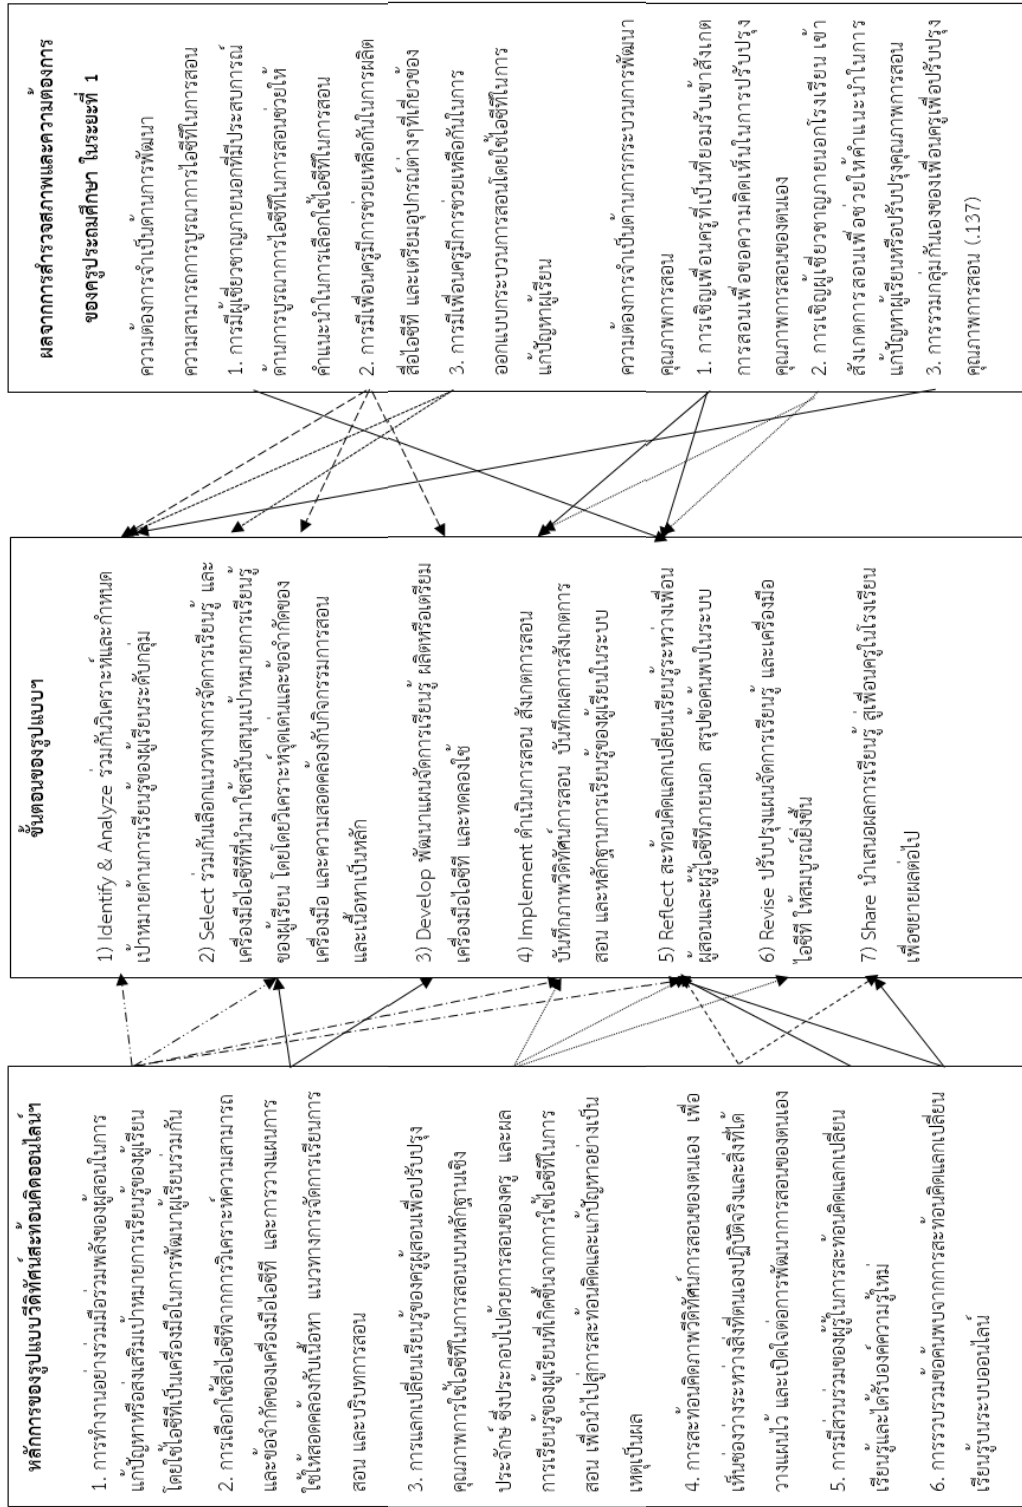 หลักการของรูปแบบวีดิทัศน์สะท้อนคิดออนไลน์ฯ
1. การทำงานอย่างร่วมมือร่วมพลังของผู้สอนในการ
แก้ปัญหาหรือส่งเสริมเป้าหมายการเรียนรู้ของผู้เรียน
โดยใช้ไอซีทีเป็นเครื่องมือในการพัฒนาผู้เรียนร่วมกัน
2. การเลือกใช้สื่อไอซีทีจากการวิเคราะห์ความสามารถ
และข้อจำกัดของเครื่องมือไอซีที และการวางแผนการ
ใช้ให้สอดคล้องกับเนื้อหา แนวทางการจัดการเรียนการ
สอน และบริบทการสอน
3. การแลกเปลี่ยนเรียนรู้ของครูผู้สอนเพื่อปรับปรุง
คุณภาพการใช้ไอซีทีในการสอนบนหลักฐานเชิง
ประจักษ์ ซึ่งประกอบไปด้วยการสอนของครู และผล
การเรียนรู้ของผู้เรียนที่เกิดขึ้นจากการใช้ไอซีทีในการ
สอน เพื่อนำไปสู่การสะท้อนคิดและแก้ปัญหาอย่างเป็น
เหตุเป็นผล
4. การสะท้อนคิดภาพวีดิทัศน์การสอนของตนเอง เพื่อ
เห็นช่องว่างระหว่างสิ่งที่ตนเองปฏิบัติจริงและสิ่งที่ได้
วางแผนไว้ และเปิดใจต่อการพัฒนาการสอนของตนเอง
5. การมีส่วนร่วมของผู้รู้ในการสะท้อนคิดแลกเปลี่ยน
เรียนรู้และได้รับองค์ความรู้ใหม่
6. การรวบรวมข้อค้นพบจากการสะท้อนคิดแลกเปลี่ยน
เรียนรู้บนระบบออนไลน์
ขั้นตอนของรูปแบบฯ
1) Identify & Analyze ร่วมกันวิเคราะห์และกำหนด
เป้าหมายด้านการเรียนรู้ของผู้เรียนระดับกลุ่ม
2) Select ร่วมกันเลือกแนวทางการจัดการเรียนรู้ และ
เครื่องมือไอซีทีที่นำมาใช้สนับสนุนเป้าหมายการเรียนรู้
ของผู้เรียน โดยโดยวิเคราะห์จุดเด่นและข้อจำกัดของ
เครื่องมือ และความสอดคล้องกับกิจกรรมการสอน
และเนื้อหาเป็นหลัก
3) Develop พัฒนาแผนจัดการเรียนรู้ ผลิตหรือเตรียม
เครื่องมือไอซีที และทดลองใช้
4) Implement ดำเนินการสอน สังเกตการสอน
บันทึกภาพวีดิทัศน์การสอน บันทึกผลการสังเกตการ
สอน และหลักฐานการเรียนรู้ของผู้เรียนในระบบ
5) Reflect สะท้อนคิดแลกเปลี่ยนเรียนรู้ระหว่างเพื่อน
ผู้สอนและผู้รู้ไอซีทีภายนอก สรุปข้อค้นพบในระบบ
6) Revise ปรับปรุงแผนจัดการเรียนรู้ และเครื่องมือ
ไอซีที ให้สมบูรณ์ยิ่งขึ้น
7) Share นำเสนอผลการเรียนรู้ สู่เพื่อนครูในโรงเรียน
เพื่อขยายผลต่อไป
ผลจากการสำรวจสภาพและความต้องการ
ของครูประถมศึกษา ในระยะที่ 1
ความต้องการจำเป็นด้านการพัฒนา
ความสามารถการบูรณาการไอซีทีในการสอน
1. การมีผู้เชี่ยวชาญภายนอกที่มีประสบการณ์
ด้านการบูรณาการไอซีทีในการสอนช่วยให้
คำแนะนำในการเลือกใช้ไอซีทีในการสอน
2. การมีเพื่อนครูมีการช่วยเหลือกันในการผลิต
สื่อไอซีที และเตรียมอุปกรณ์ต่างๆที่เกี่ยวข้อง
3. การมีเพื่อนครูมีการช่วยเหลือกันในการ
ออกแบบกระบวนการสอนโดยใช้ไอซีทีในการ
แก้ปัญหาผู้เรียน
ความต้องการจำเป็นด้านการกระบวนการพัฒนา
คุณภาพการสอน
1. การเชิญเพื่อนครูที่เป็นที่ยอมรับเข้าสังเกต
การสอนเพื่อขอความคิดเห็นในการปรับปรุง
คุณภาพการสอนของตนเอง
2. การเชิญผู้เชี่ยวชาญภายนอกโรงเรียน เข้า
สังเกตการสอนเพื่อช่วยให้คำแนะนำในการ
แก้ปัญหาผู้เรียนหรือปรับปรุงคุณภาพการสอน
3. การรวมกลุ่มกันเองของเพื่อนครูเพื่อปรับปรุง
คุณภาพการสอน (.137)